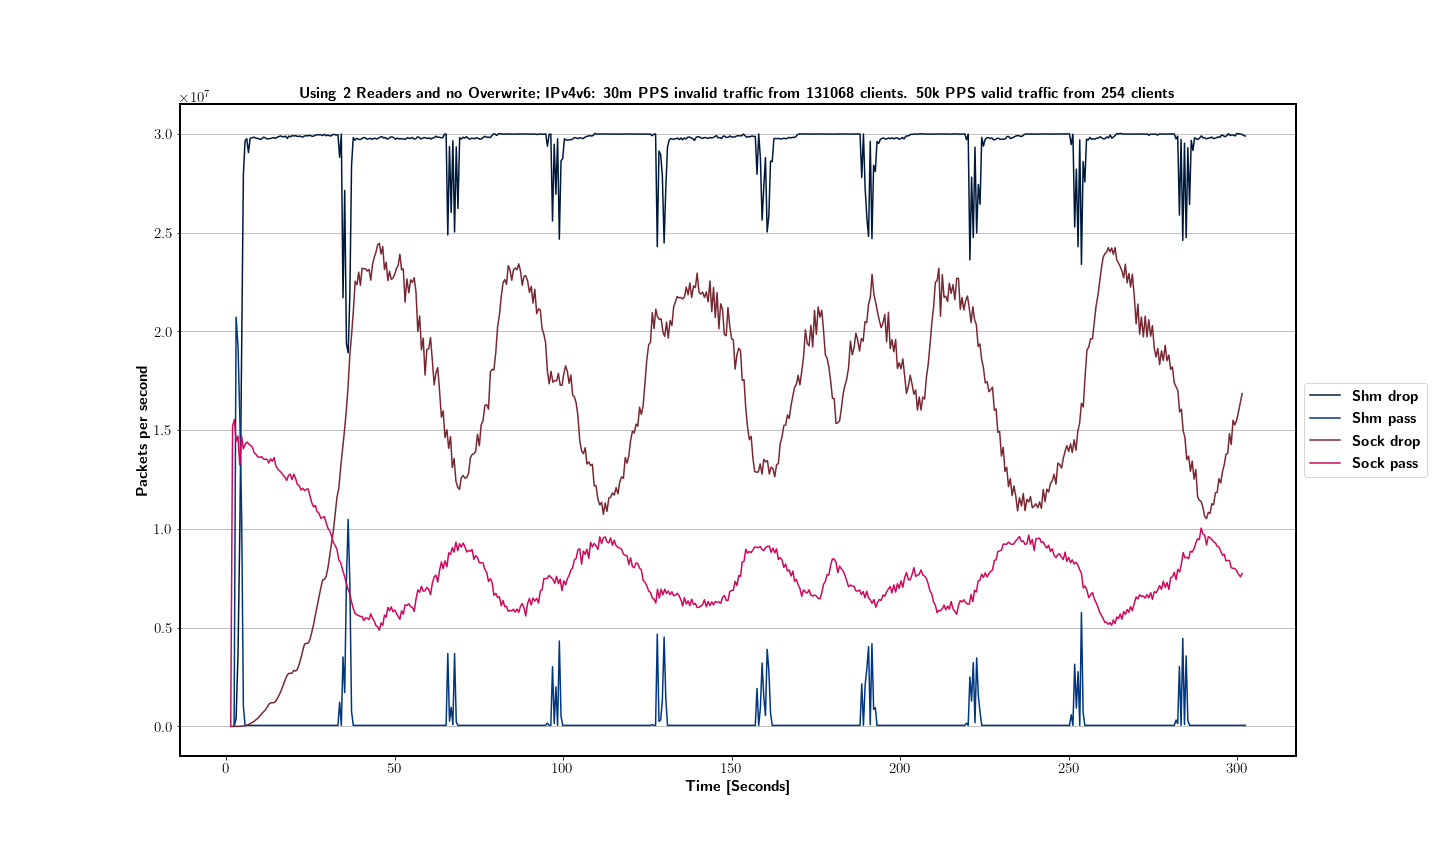 Using 2 Readers and no Overwrite; IPv4v6: 30m PPS invalid traffic from 131068 clients. 50k PPS valid traffic from 254 clients
×10⁷
3.0
2.5
2.0
1.5
1.0
0.5
0.0
Packets per second
0 50 100 150 200 250 300
Time [Seconds]
Shm drop
Shm pass
Sock drop
Sock pass